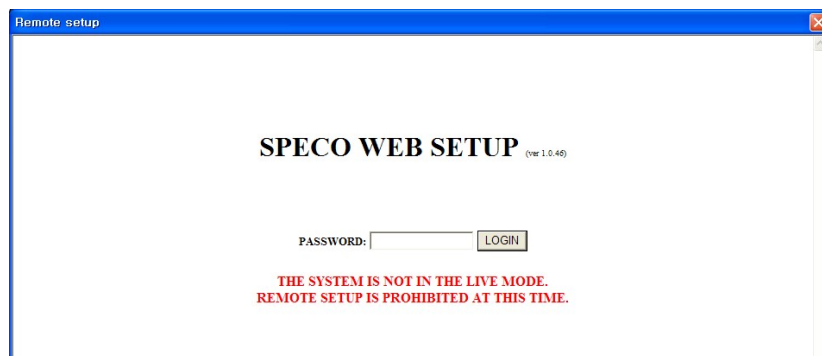 Remote setup
SPECO WEB SETUP (ver 1.0.46)
PASSWORD: LOGIN
THE SYSTEM IS NOT IN THE LIVE MODE.
REMOTE SETUP IS PROHIBITED AT THIS TIME.